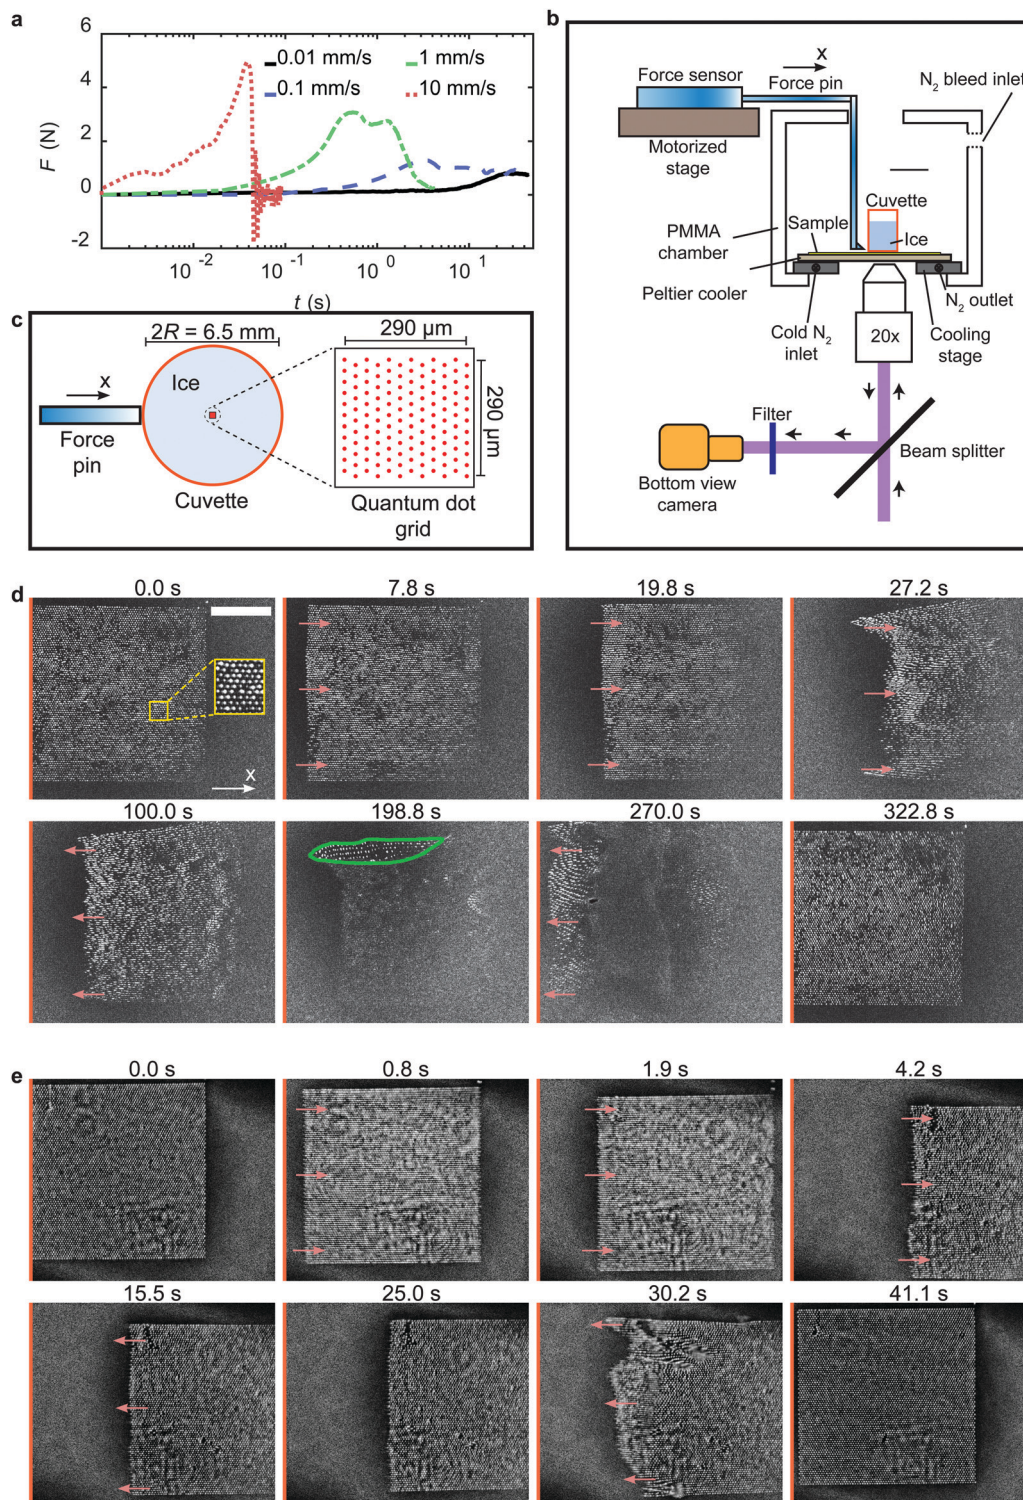 a
6
4
2
0
-2
F (N)
0.01 mm/s
0.1 mm/s
1 mm/s
10 mm/s
10⁻²
10⁻¹
10⁰
10¹
t (s)
b
x
Force sensor
Force pin
N₂ bleed inlet
Motorized
stage
Cuvette
Sample
Ice
PMMA
chamber
Peltier cooler
N₂ outlet
Cold N₂
inlet
20x
Cooling
stage
Filter
Beam splitter
Bottom view
camera
c
2R = 6.5 mm
290 µm
x
Ice
290 µm
Force
pin
Cuvette
Quantum dot
grid
d
0.0 s
7.8 s
19.8 s
27.2 s
x
100.0 s
198.8 s
270.0 s
322.8 s
e
0.0 s
0.8 s
1.9 s
4.2 s
15.5 s
25.0 s
30.2 s
41.1 s